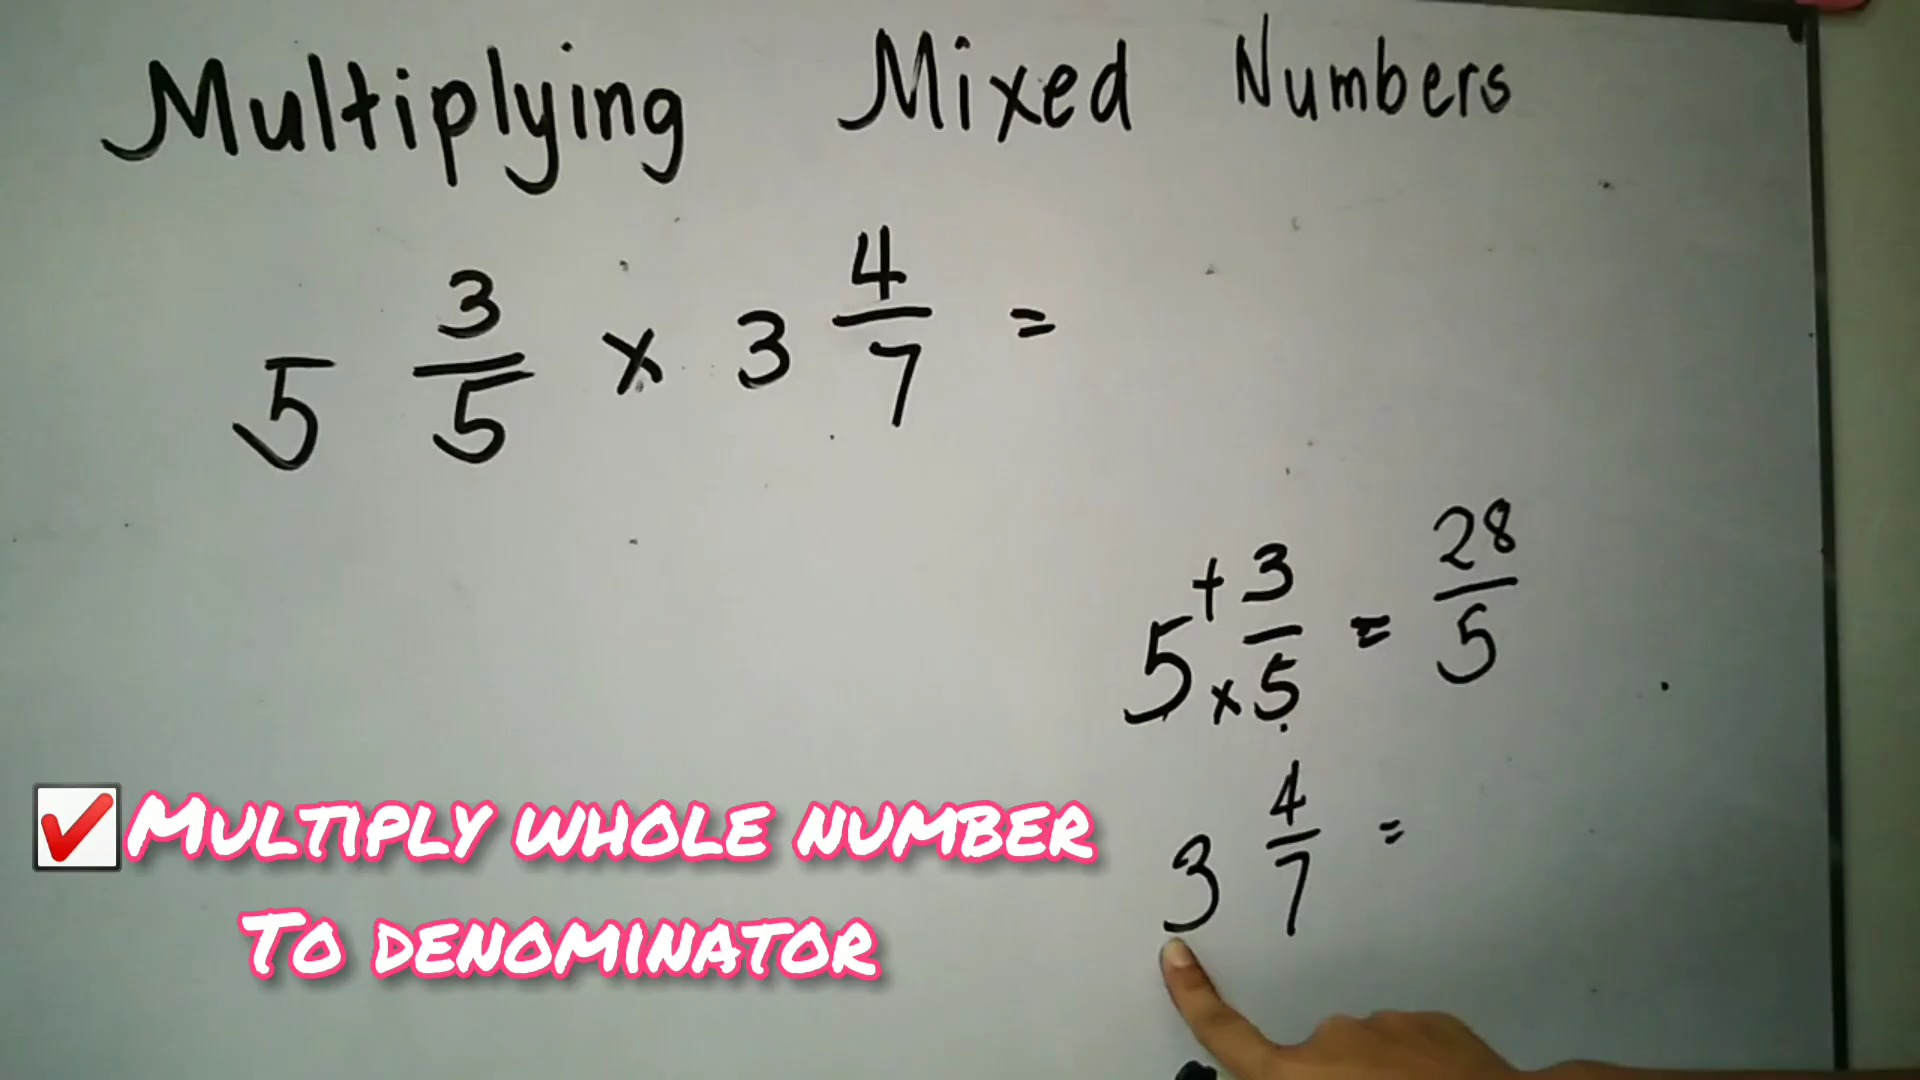 Multiplying Mixed Numbers
5 3/5 x 3 4/7 =
5 + 3/5 x = 28/5
3 4/7 =
MULTIPLY WHOLE NUMBER
TO DENOMINATOR